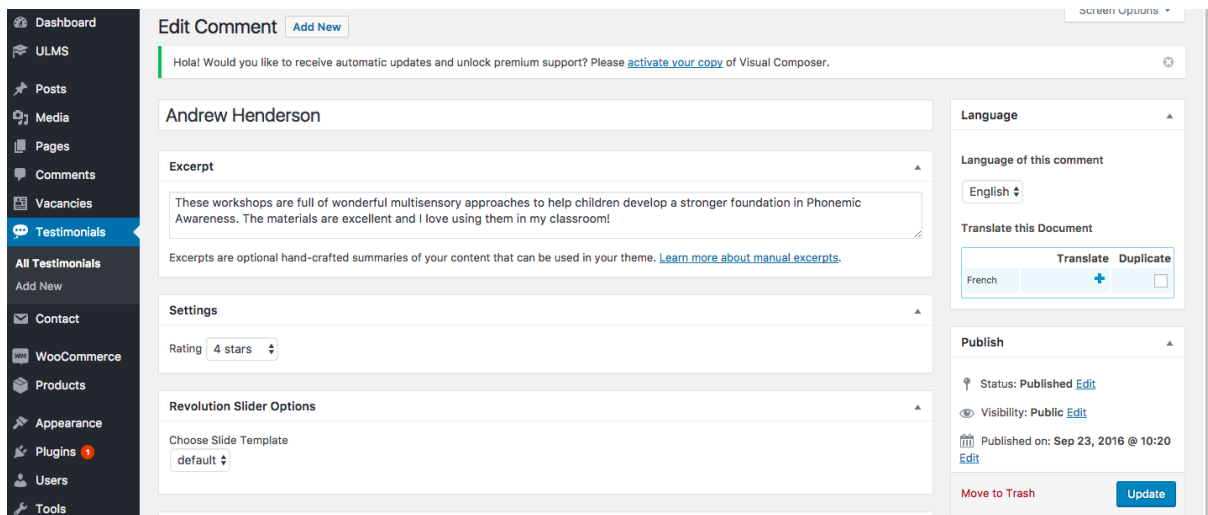 Dashboard
ULMS
Posts
Media
Pages
Comments
Vacancies
Testimonials
All Testimonials
Add New
Contact
WooCommerce
Products
Appearance
Plugins 1
Users
Tools
Screen Options
Edit Comment Add New
Hola! Would you like to receive automatic updates and unlock premium support? Please activate your copy of Visual Composer.
Andrew Henderson
Excerpt
These workshops are full of wonderful multisensory approaches to help children develop a stronger foundation in Phonemic
Awareness. The materials are excellent and I love using them in my classroom!
Excerpts are optional hand-crafted summaries of your content that can be used in your theme. Learn more about manual excerpts.
Settings
Rating 4 stars
Revolution Slider Options
Choose Slide Template
default
Language
Language of this comment
English
Translate this Document
Translate Duplicate
French
Publish
Status: Published Edit
Visibility: Public Edit
Published on: Sep 23, 2016 @ 10:20
Edit
Move to Trash Update